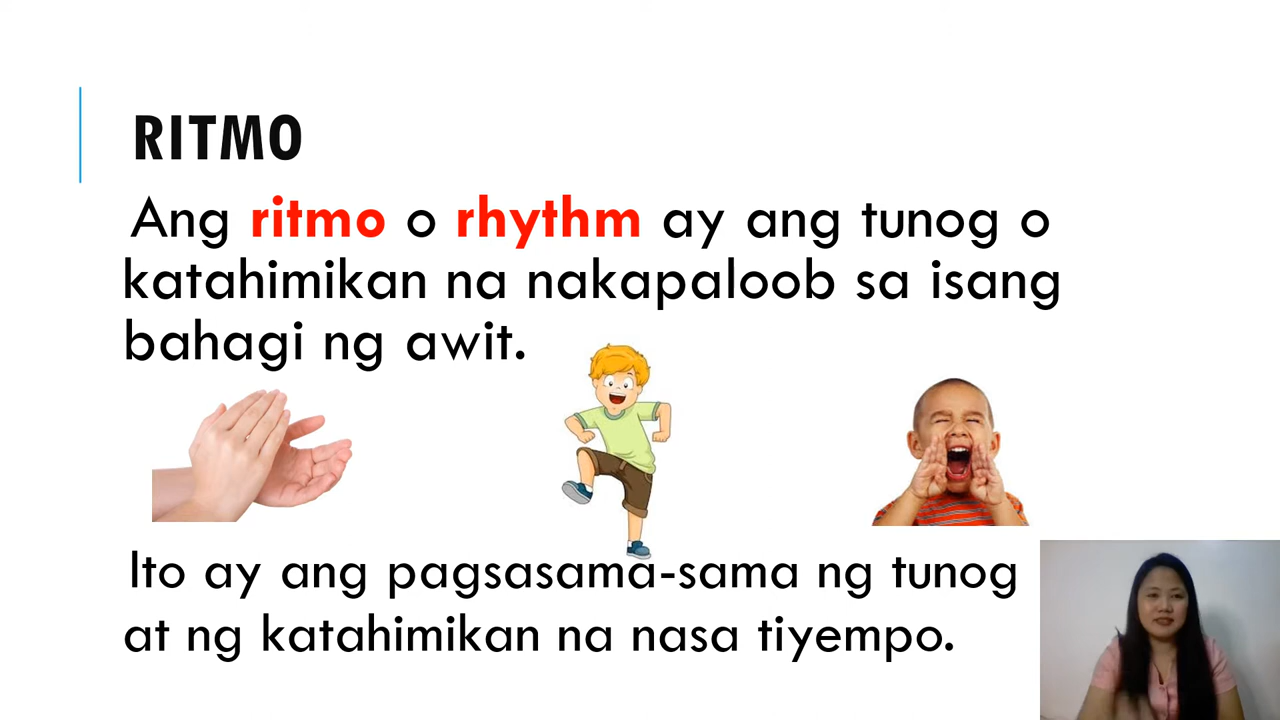 RITMO
Ang ritmo o rhythm ay ang tunog o
katahimikan na nakapaloob sa isang
bahagi ng awit.
Ito ay ang pagsasama-sama ng tunog
at ng katahimikan na nasa tiyempo.